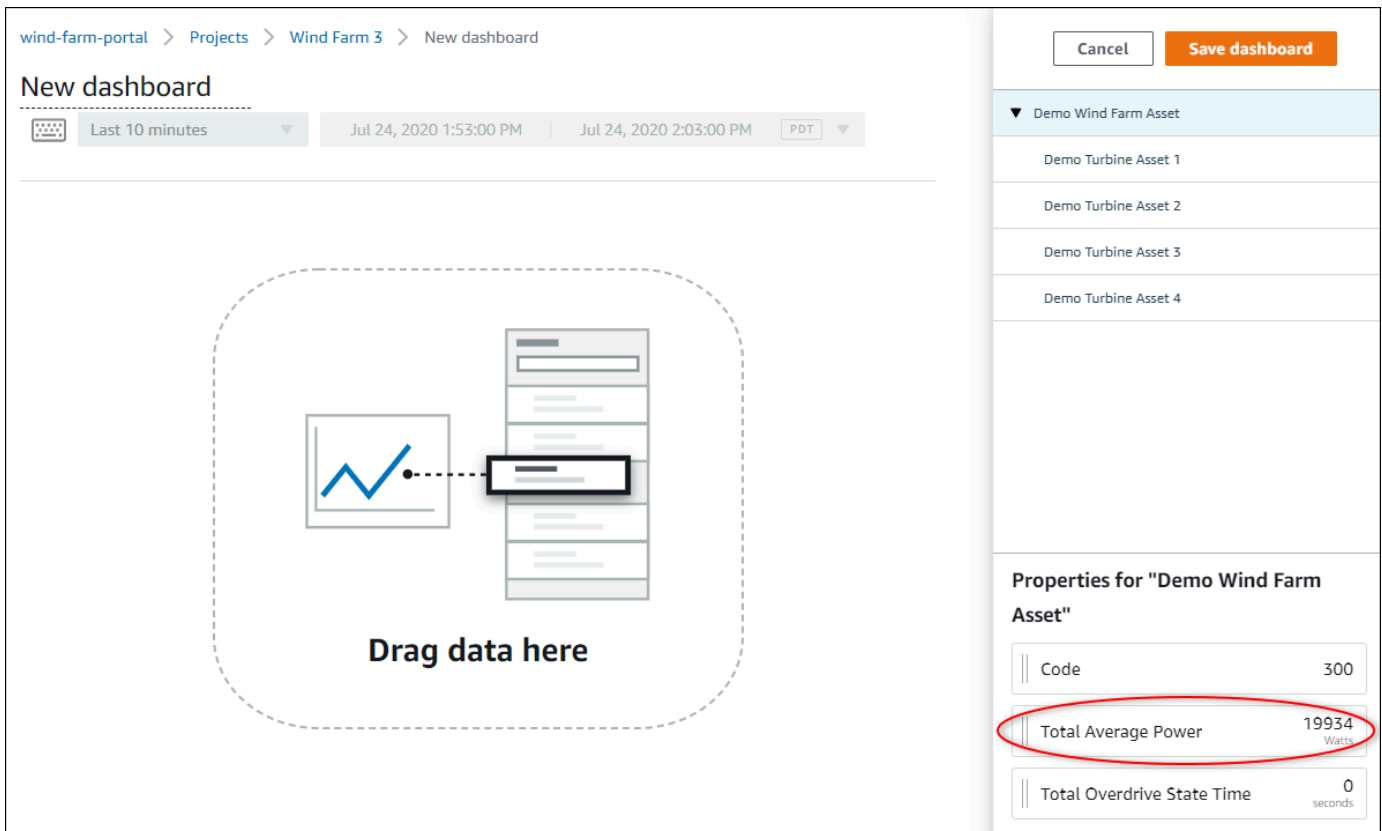 wind-farm-portal > Projects > Wind Farm 3 > New dashboard
New dashboard
Last 10 minutes
Jul 24, 2020 1:53:00 PM
Jul 24, 2020 2:03:00 PM
PDT
Drag data here
Cancel
Save dashboard
Demo Wind Farm Asset
Demo Turbine Asset 1
Demo Turbine Asset 2
Demo Turbine Asset 3
Demo Turbine Asset 4
Properties for "Demo Wind Farm
Asset"
Code 300
Total Average Power 19934
Watts
Total Overdrive State Time 0
seconds